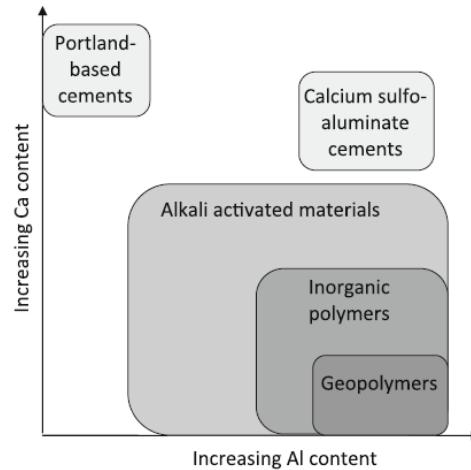 Portland-
based
cements
Calcium sulfo-
aluminate
cements
Alkali activated materials
Inorganic
polymers
Geopolymers
Increasing Ca content
Increasing Al content